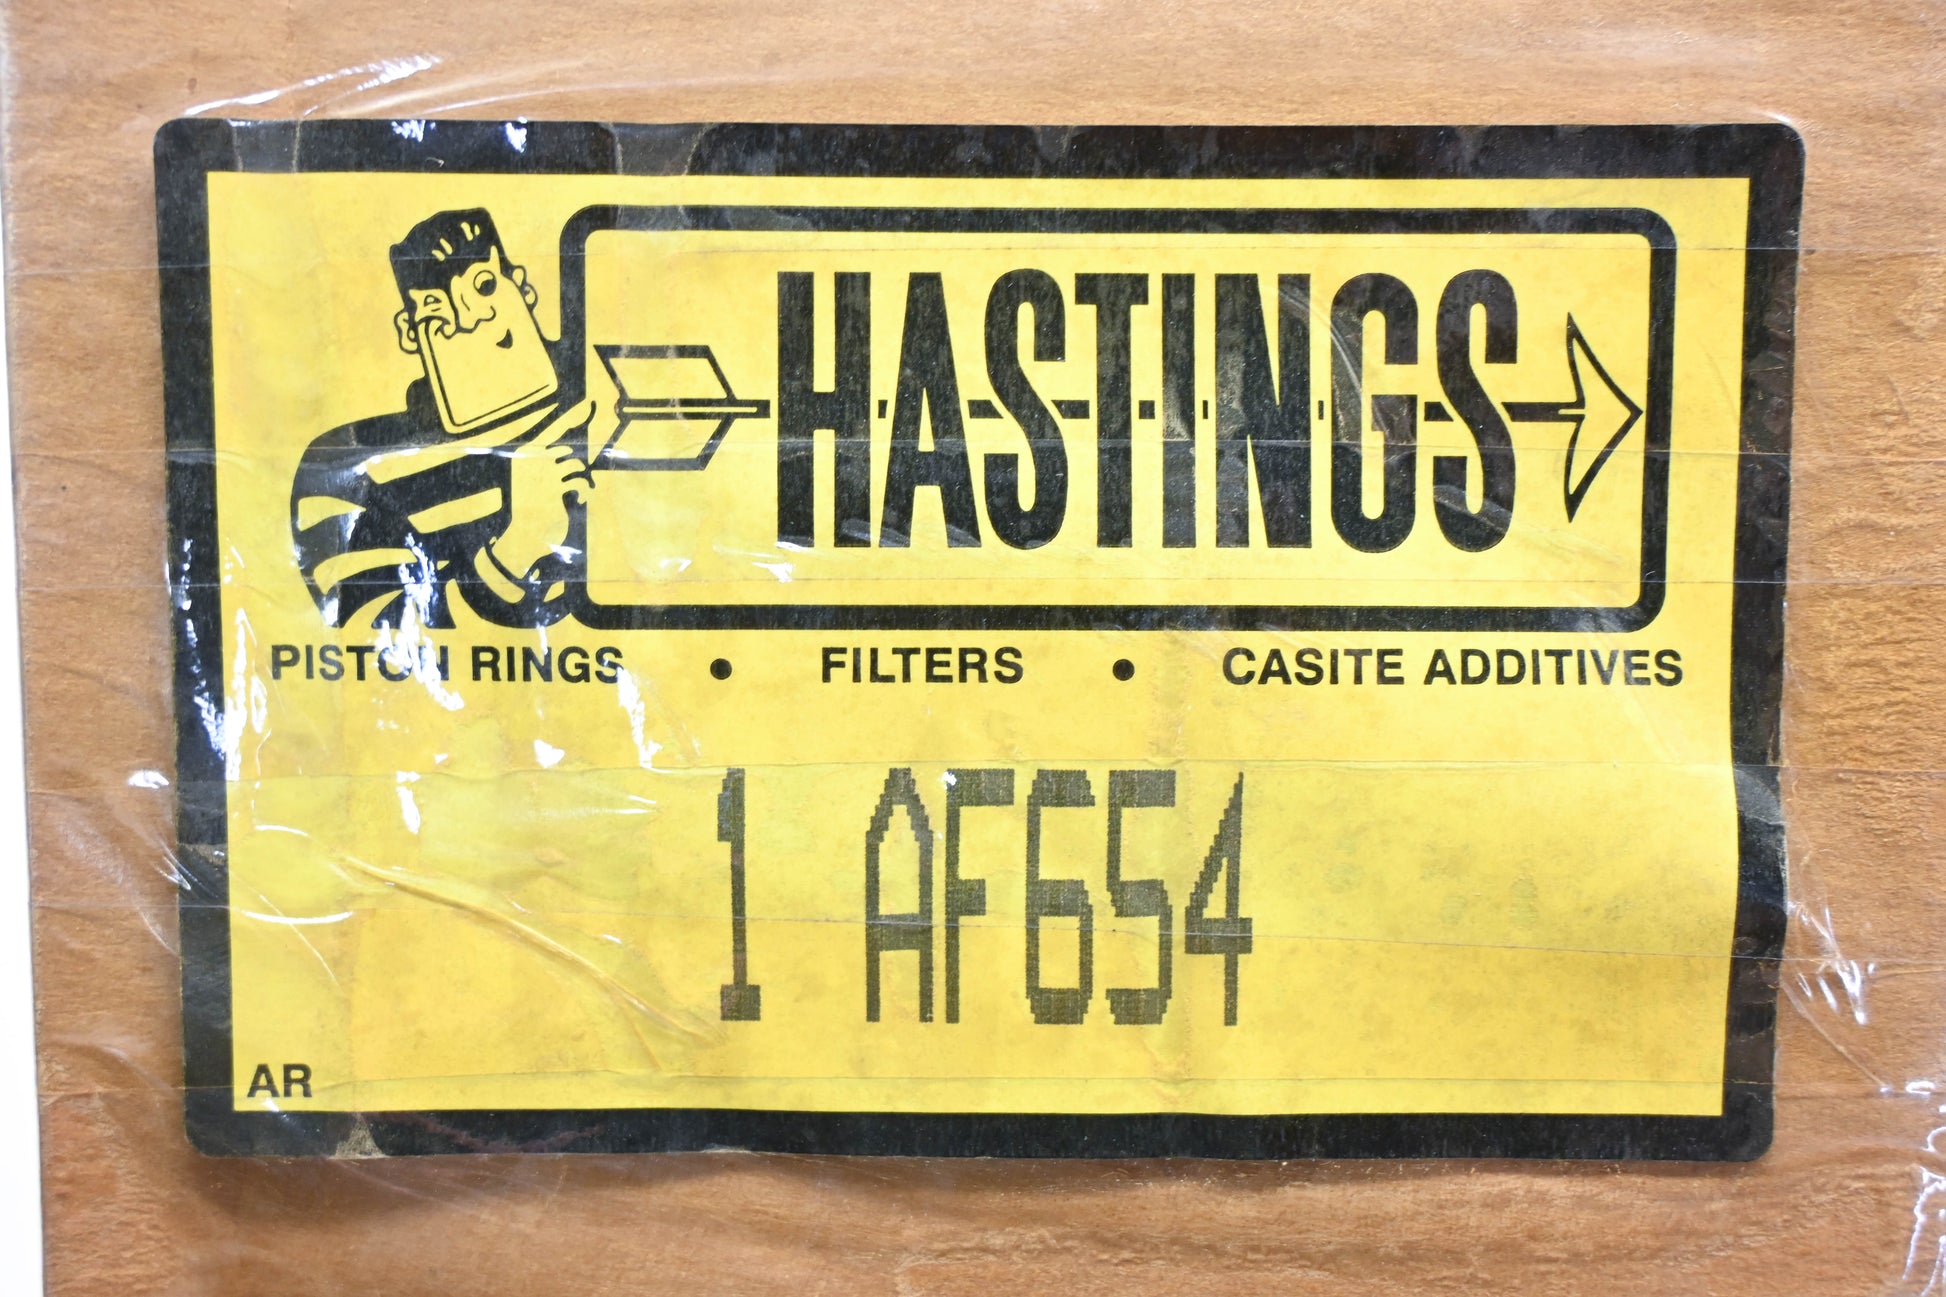 HASTINGS
PISTON RINGS • FILTERS • CASITE ADDITIVES
1 AF654
AR